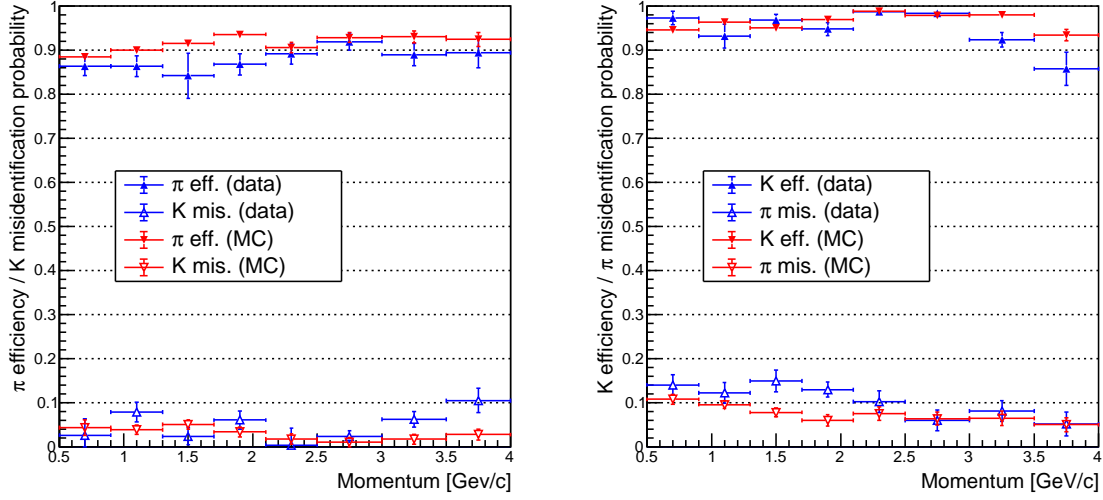 π efficiency / K misidentification probability
1
0.9
0.8
0.7
0.6
0.5
0.4
0.3
0.2
0.1
0
π eff. (data)
K mis. (data)
π eff. (MC)
K mis. (MC)
0.5 1 1.5 2 2.5 3 3.5 4
Momentum [Gev/c]
K efficiency / π misidentification probability
1
0.9
0.8
0.7
0.6
0.5
0.4
0.3
0.2
0.1
0
K eff. (data)
π mis. (data)
K eff. (MC)
π mis. (MC)
0.5 1 1.5 2 2.5 3 3.5 4
Momentum [GeV/c]